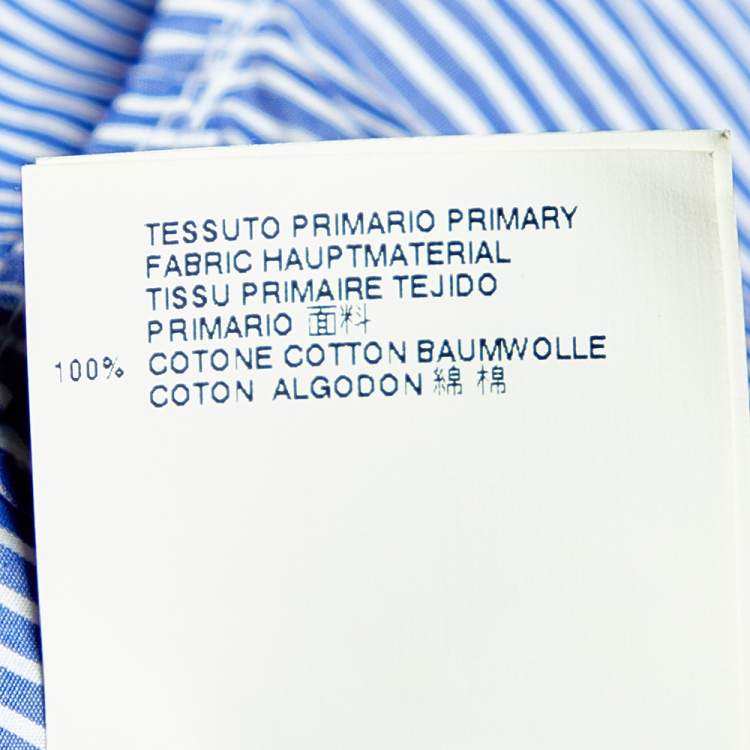 TESSUTO PRIMARIO PRIMARY
FABRIC HAUPTMATERIAL
TISSU PRIMAIRE TEJIDO
PRIMARIO 面料
100% COTONE COTTON BAUMWOLLE
COTON ALGODON 綿 棉